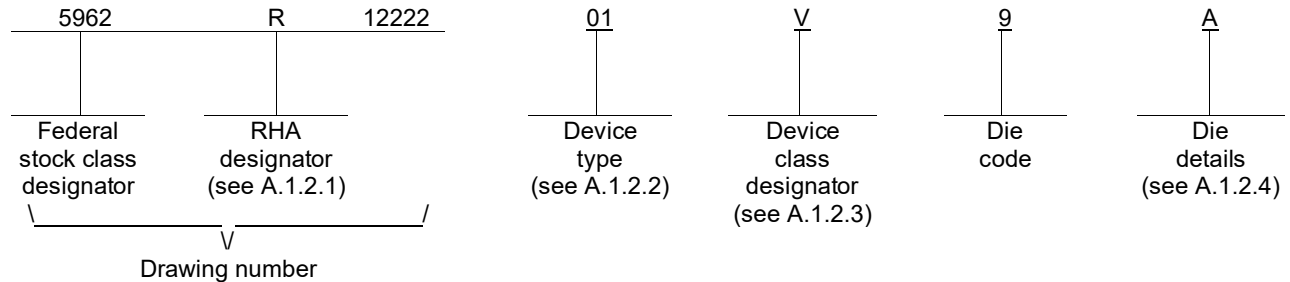 5962 R 12222 01 V 9 A
Federal stock class designator
RHA designator (see A.1.2.1)
Device type (see A.1.2.2)
Device class designator (see A.1.2.3)
Die code
Die details (see A.1.2.4)
Drawing number